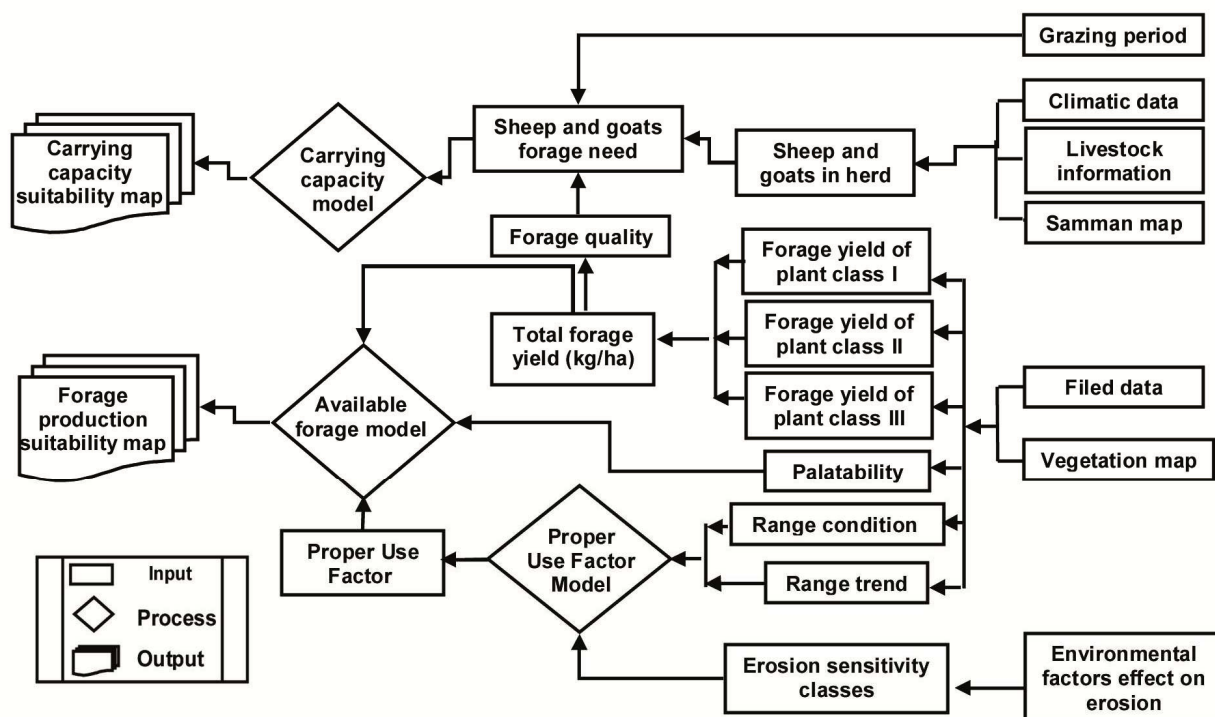 Grazing period
Climatic data
Livestock
information
Samman map
Sheep and
goats in herd
Sheep and goats
forage need
Carrying
capacity
model
Carrying
capacity
suitability map
Forage quality
Forage yield of
plant class I
Forage yield of
plant class II
Forage yield of
plant class III
Total forage
yield (kg/ha)
Filed data
Vegetation map
Palatability
Available
forage model
Forage
production
suitability map
Range condition
Range trend
Proper
Use Factor
Model
Proper Use
Factor
Erosion sensitivity
classes
Environmental
factors effect on
erosion
Input
Process
Output